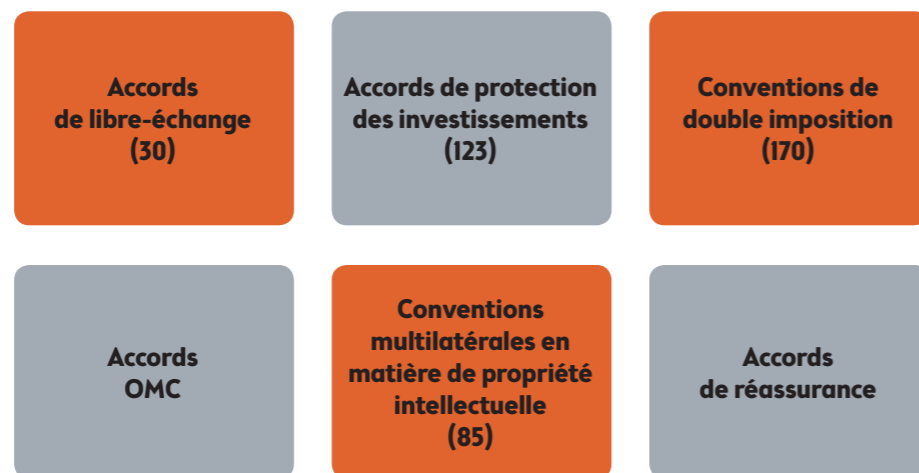 Accords
de libre-échange
(30)
Accords de protection
des investissements
(123)
Conventions de
double imposition
(170)
Accords
OMC
Conventions
multilatérales en
matière de propriété
intellectuelle
(85)
Accords
de réassurance